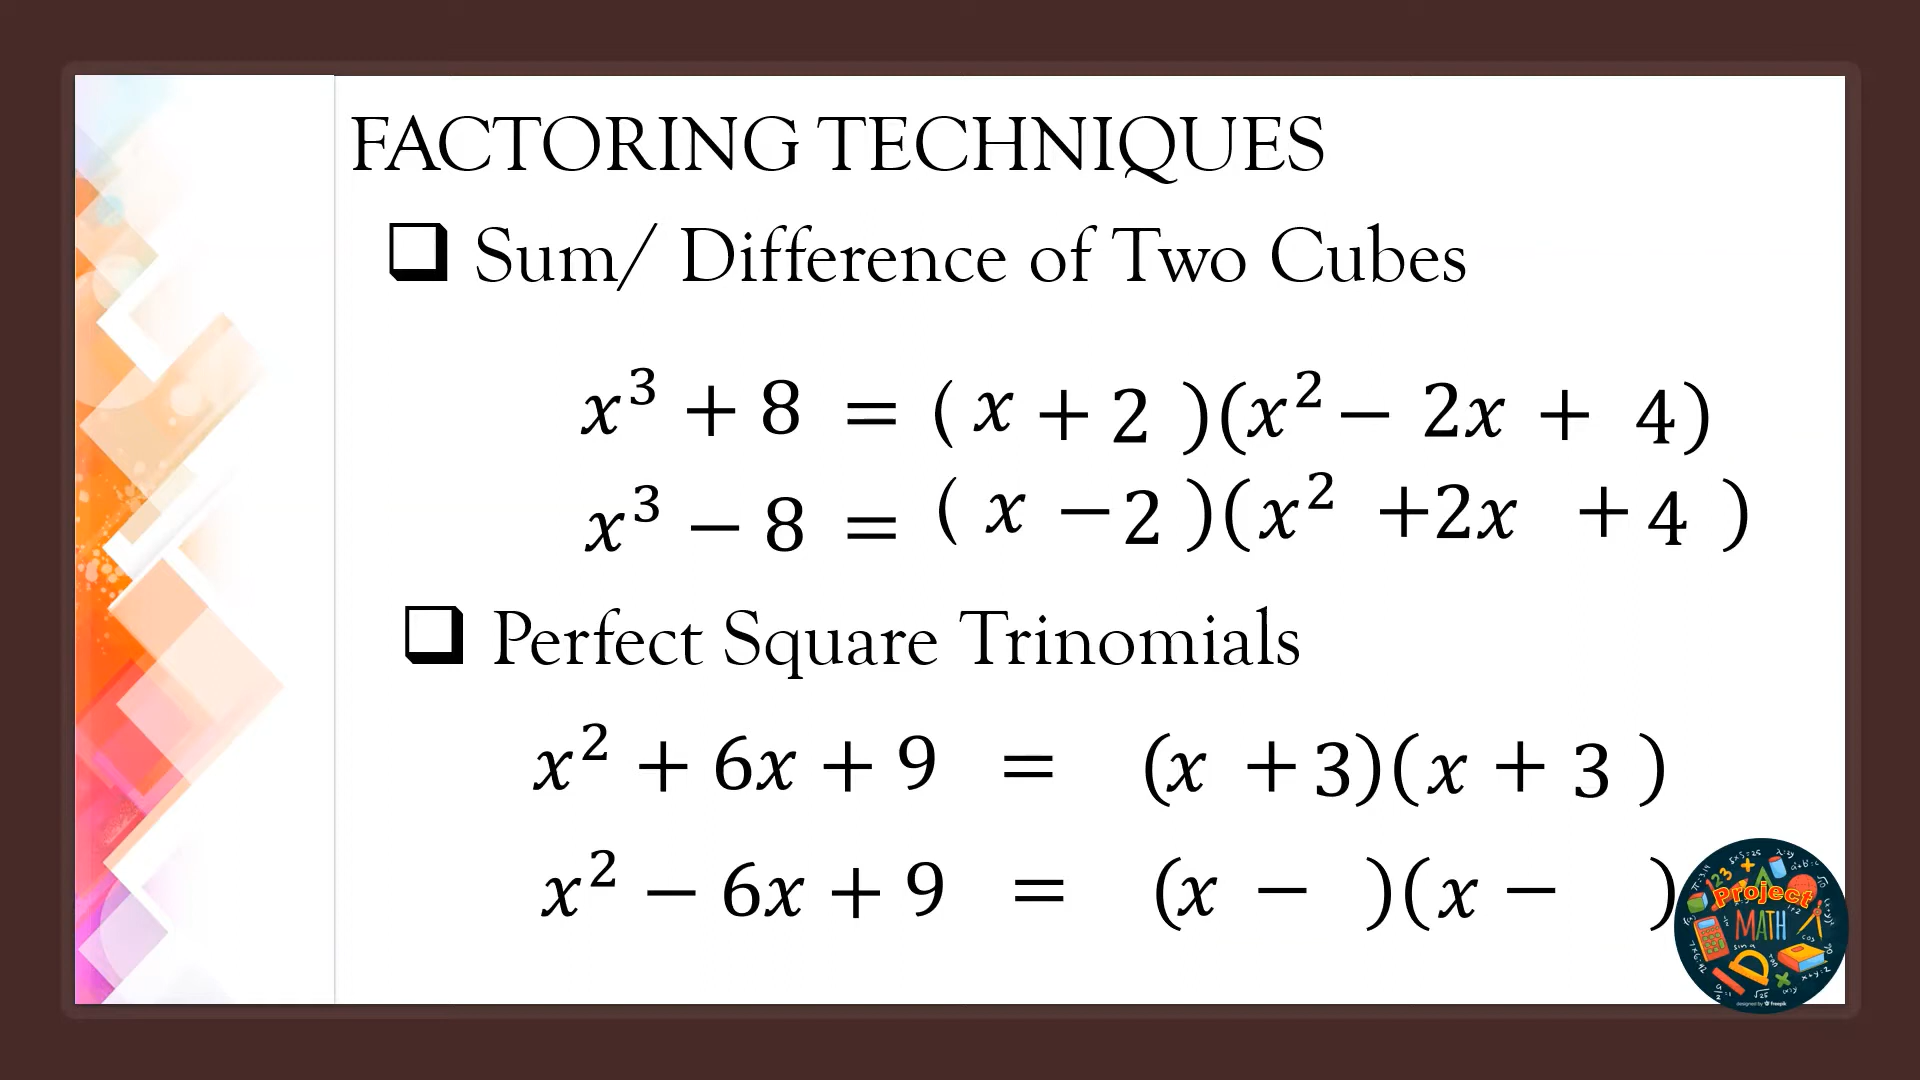 FACTORING TECHNIQUES
❑ Sum/ Difference of Two Cubes
x³ + 8 = ( x + 2 )(x² − 2x + 4)
x³ − 8 = ( x − 2 )( x² +2x + 4 )
❑ Perfect Square Trinomials
x² + 6x + 9 = (x + 3)( x + 3 )
x² − 6x + 9 = (x − )( x − )
Project
MATH